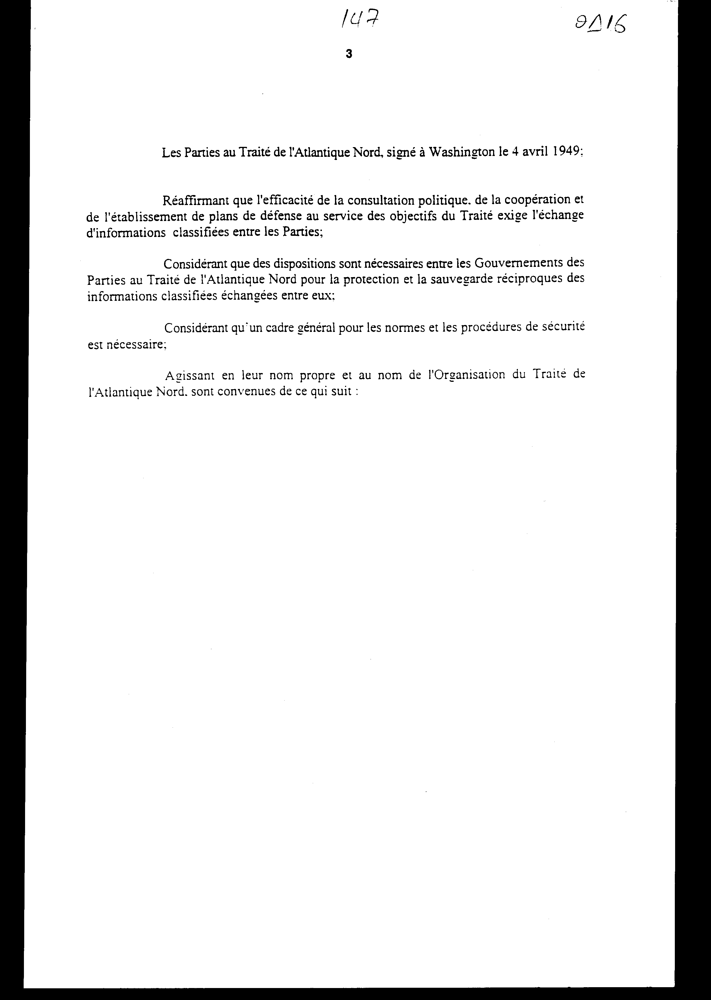 147
9Δ16
3
Les Parties au Traité de l'Atlantique Nord, signé à Washington le 4 avril 1949;
Réaffirmant que l'efficacité de la consultation politique, de la coopération et
de l'établissement de plans de défense au service des objectifs du Traité exige l'échange
d'informations classifiées entre les Parties;
Considérant que des dispositions sont nécessaires entre les Gouvernements des
Parties au Traité de l'Atlantique Nord pour la protection et la sauvegarde réciproques des
informations classifiées échangées entre eux;
Considérant qu'un cadre général pour les normes et les procédures de sécurité
est nécessaire;
Agissant en leur nom propre et au nom de l'Organisation du Traité de
l'Atlantique Nord, sont convenues de ce qui suit :